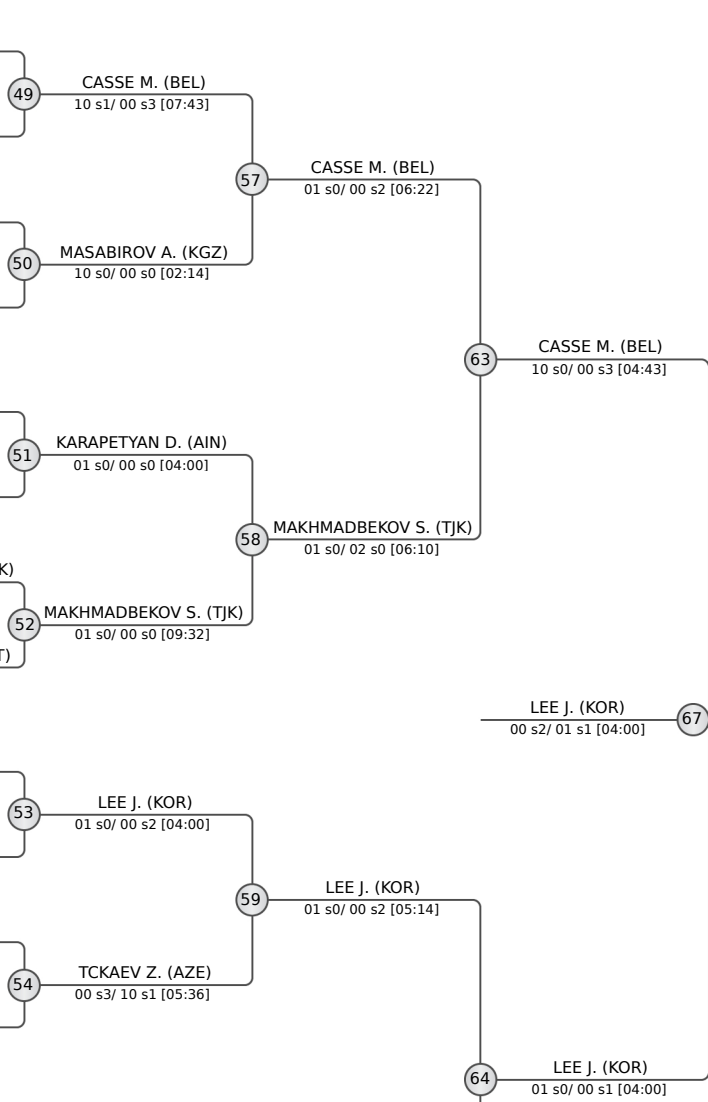 CASSE M. (BEL)
49
10 s1/ 00 s3 [07:43]
CASSE M. (BEL)
57
01 s0/ 00 s2 [06:22]
MASABIROV A. (KGZ)
50
10 s0/ 00 s0 [02:14]
CASSE M. (BEL)
63
10 s0/ 00 s3 [04:43]
KARAPETYAN D. (AIN)
51
01 s0/ 00 s0 [04:00]
MAKHMADBEKOV S. (TJK)
58
01 s0/ 02 s0 [06:10]
K)
MAKHMADBEKOV S. (TJK)
52
01 s0/ 00 s0 [09:32]
T)
LEE J. (KOR)
67
00 s2/ 01 s1 [04:00]
LEE J. (KOR)
53
01 s0/ 00 s2 [04:00]
LEE J. (KOR)
59
01 s0/ 00 s2 [05:14]
TCKAEV Z. (AZE)
54
00 s3/ 10 s1 [05:36]
LEE J. (KOR)
64
01 s0/ 00 s1 [04:00]